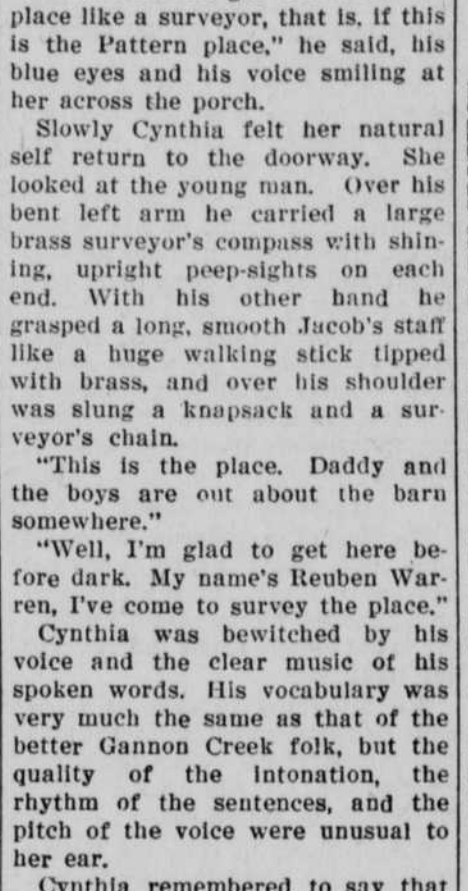 place like a surveyor, that is, if this
is the Pattern place," he said, his
blue eyes and his voice smiling at
her across the porch.
Slowly Cynthia felt her natural
self return to the doorway. She
looked at the young man. Over his
bent left arm he carried a large
brass surveyor's compass with shin-
ing, upright peep-sights on each
end. With his other hand he
grasped a long, smooth Jacob's staff
like a huge walking stick tipped
with brass, and over his shoulder
was slung a knapsack and a sur-
veyor's chain.
"This is the place. Daddy and
the boys are out about the barn
somewhere."
"Well, I'm glad to get here be-
fore dark. My name's Reuben War-
ren, I've come to survey the place."
Cynthia was bewitched by his
voice and the clear music of his
spoken words. His vocabulary was
very much the same as that of the
better Gannon Creek folk, but the
quality of the intonation, the
rhythm of the sentences, and the
pitch of the voice were unusual to
her ear.
Cynthia remembered to say that